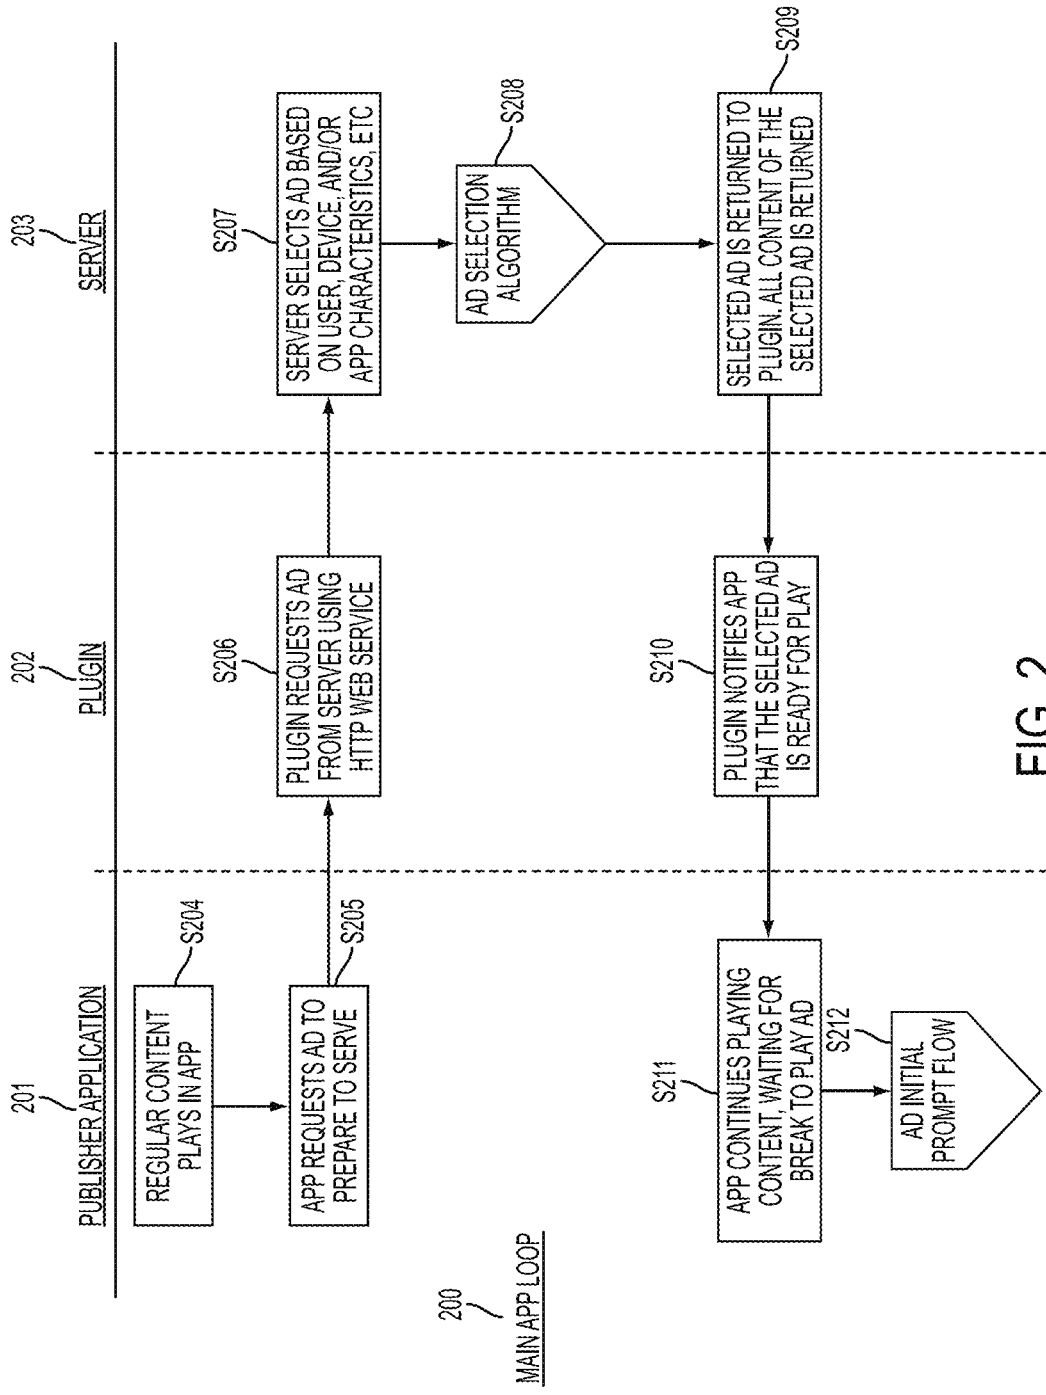 200
MAIN APP LOOP
201
PUBLISHER APPLICATION
202
PLUGIN
203
SERVER
REGULAR CONTENT
PLAYS IN APP
S204
APP REQUESTS AD TO
PREPARE TO SERVE
S205
S206
PLUGIN REQUESTS AD
FROM SERVER USING
HTTP WEB SERVICE
S207
SERVER SELECTS AD BASED
ON USER, DEVICE, AND/OR
APP CHARACTERISTICS, ETC
AD SELECTION
ALGORITHM
S208
SELECTED AD IS RETURNED TO
PLUGIN. ALL CONTENT OF THE
SELECTED AD IS RETURNED
S209
S210
PLUGIN NOTIFIES APP
THAT THE SELECTED AD
IS READY FOR PLAY
S211
APP CONTINUES PLAYING
CONTENT, WAITING FOR
BREAK TO PLAY AD
S212
AD INITIAL
PROMPT FLOW
FIG. 2